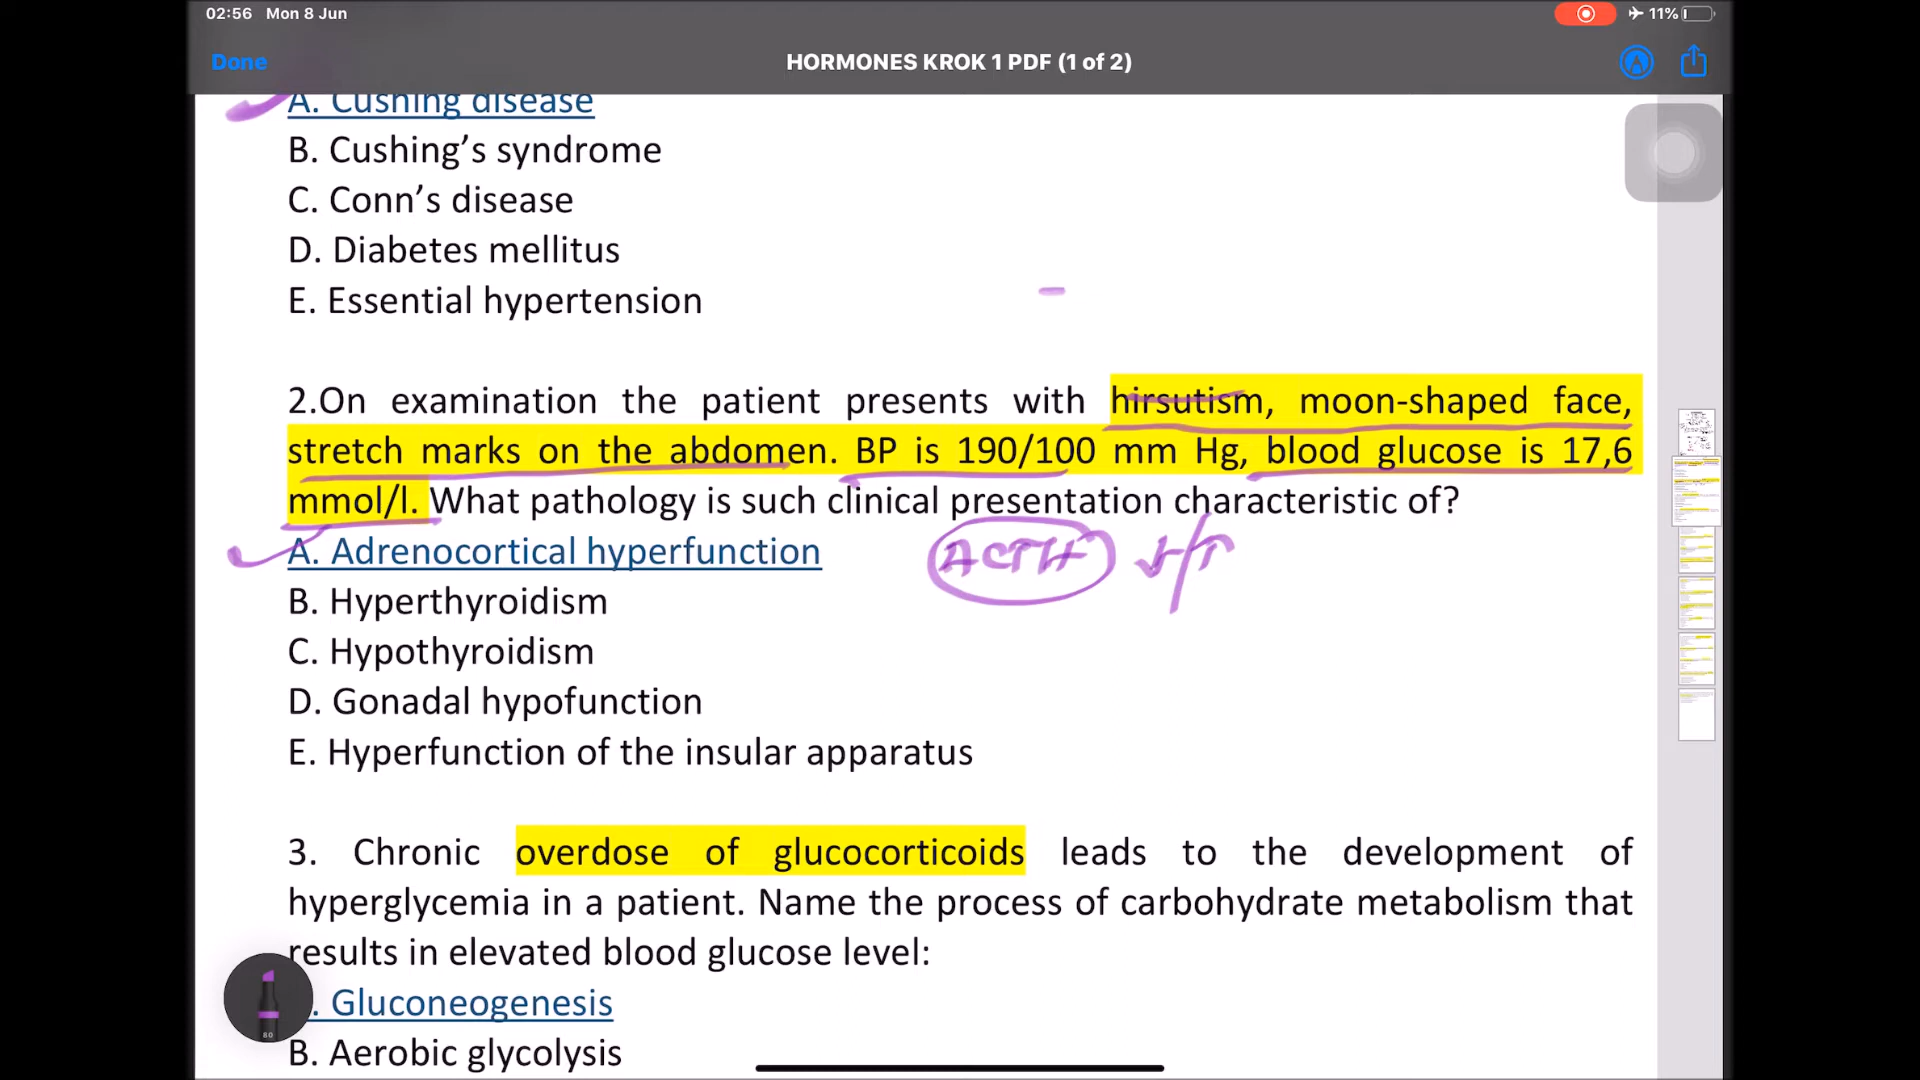 02:56 Mon 8 Jun
11%
Done
HORMONES KROK 1 PDF (1 of 2)
A. Cushing disease
B. Cushing’s syndrome
C. Conn’s disease
D. Diabetes mellitus
E. Essential hypertension
2.On examination the patient presents with hirsutism, moon-shaped face,
stretch marks on the abdomen. BP is 190/100 mm Hg, blood glucose is 17,6
mmol/l. What pathology is such clinical presentation characteristic of?
A. Adrenocortical hyperfunction
ACTH ↓/↑
B. Hyperthyroidism
C. Hypothyroidism
D. Gonadal hypofunction
E. Hyperfunction of the insular apparatus
3. Chronic overdose of glucocorticoids leads to the development of
hyperglycemia in a patient. Name the process of carbohydrate metabolism that
results in elevated blood glucose level:
. Gluconeogenesis
80
B. Aerobic glycolysis